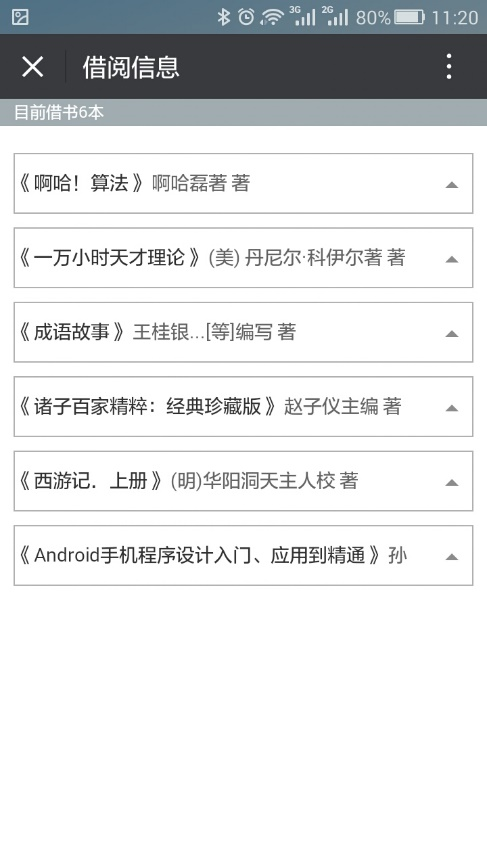 3G 2G 80% 11:20
借阅信息
目前借书6本
《 啊哈！算法 》 啊哈磊著 著
《 一万小时天才理论 》 (美) 丹尼尔·科伊尔著 著
《 成语故事 》 王桂银...[等]编写 著
《 诸子百家精粹：经典珍藏版 》 赵子仪主编 著
《 西游记．上册 》 (明)华阳洞天主人校 著
《 Android手机程序设计入门、应用到精通 》 孙